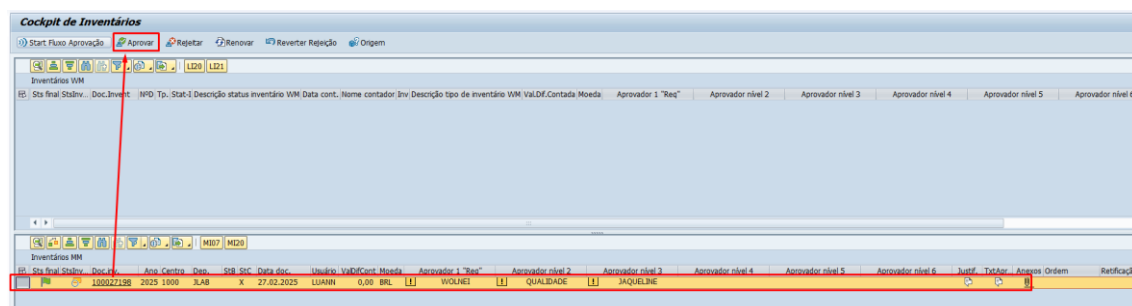 Cockpit de Inventários
Start Fluxo Aprovação Aprovar Rejeitar Renovar Reverter Rejeição Origem
LI20 LI21
Inventários WM
Sts final StsInv... Doc.Invent NºD Tp. Stat-I Descrição status inventário WM Data cont. Nome contador Inv Descrição tipo de inventário WM Val.Dif.Contada Moeda Aprovador 1 "Req" Aprovador nível 2 Aprovador nível 3 Aprovador nível 4 Aprovador nível 5 Aprovador nível 6
MI07 MI20
Inventários MM
Sts final StsInv... Doc.inv. Ano Centro Dep. StB StC Data doc. Usuário ValDifCont Moeda Aprovador 1 "Req" Aprovador nível 2 Aprovador nível 3 Aprovador nível 4 Aprovador nível 5 Aprovador nível 6 Justif. TxtApr. Anexos Ordem Retificaçã
100027198 2025 1000 JLAB X 27.02.2025 LUANN 0,00 BRL WOLNEI QUALIDADE JAQUELINE